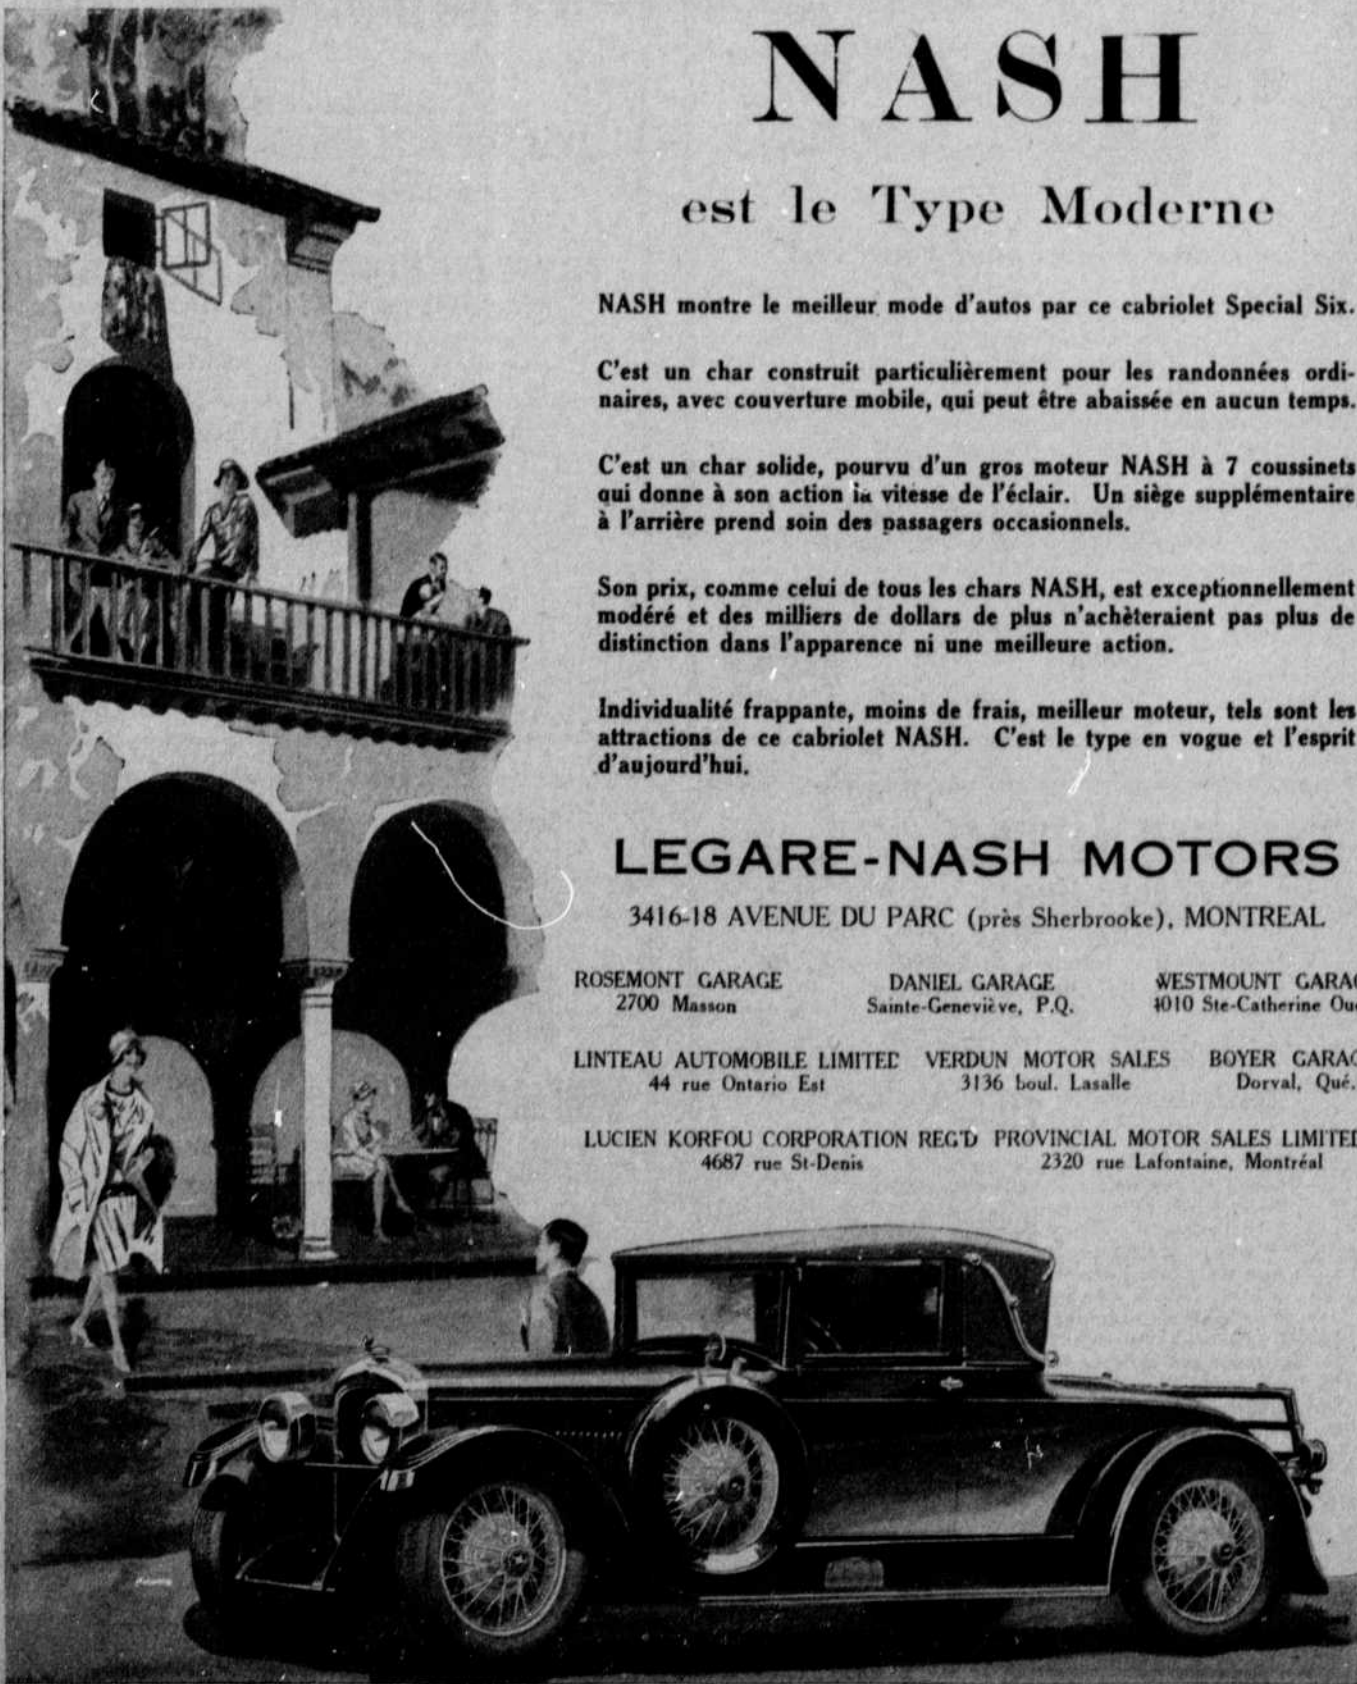 NASH
est le Type Moderne
NASH montre le meilleur mode d'autos par ce cabriolet Special Six.
C'est un char construit particulièrement pour les randonnées ordi-
naires, avec couverture mobile, qui peut être abaissée en aucun temps.
C'est un char solide, pourvu d'un gros moteur NASH à 7 coussinets
qui donne à son action la vitesse de l'éclair. Un siège supplémentaire
à l'arrière prend soin des passagers occasionnels.
Son prix, comme celui de tous les chars NASH, est exceptionnellement
modéré et des milliers de dollars de plus n'achèteraient pas plus de
distinction dans l'apparence ni une meilleure action.
Individualité frappante, moins de frais, meilleur moteur, tels sont les
attractions de ce cabriolet NASH. C'est le type en vogue et l'esprit
d'aujourd'hui.
LEGARE-NASH MOTORS
3416-18 AVENUE DU PARC (près Sherbrooke), MONTREAL
ROSEMONT GARAGE DANIEL GARAGE WESTMOUNT GARAG
2700 Masson Sainte-Geneviève, P.Q. 4010 Ste-Catherine Oue
LINTEAU AUTOMOBILE LIMITED VERDUN MOTOR SALES BOYER GARAG
44 rue Ontario Est 3136 boul. Lasalle Dorval, Qué.
LUCIEN KORFOU CORPORATION REG'D PROVINCIAL MOTOR SALES LIMITED
4687 rue St-Denis 2320 rue Lafontaine, Montréal